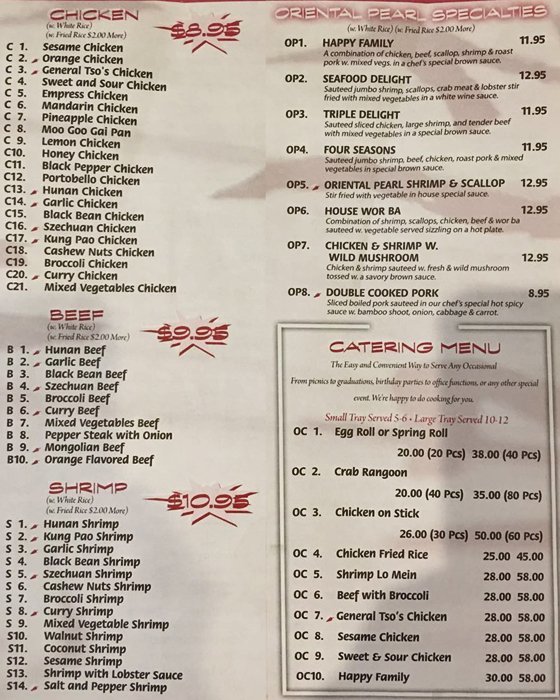 CHICKEN
(w. White Rice)
(w. Fried Rice $2.00 More)
$8.95
C 1. Sesame Chicken
C 2. Orange Chicken
C 3. General Tso's Chicken
C 4. Sweet and Sour Chicken
C 5. Empress Chicken
C 6. Mandarin Chicken
C 7. Pineapple Chicken
C 8. Moo Goo Gai Pan
C 9. Lemon Chicken
C10. Honey Chicken
C11. Black Pepper Chicken
C12. Portobello Chicken
C13. Hunan Chicken
C14. Garlic Chicken
C15. Black Bean Chicken
C16. Szechuan Chicken
C17. Kung Pao Chicken
C18. Cashew Nuts Chicken
C19. Broccoli Chicken
C20. Curry Chicken
C21. Mixed Vegetables Chicken
BEEF
(w. White Rice)
(w. Fried Rice $2.00 More)
$9.95
B 1. Hunan Beef
B 2. Garlic Beef
B 3. Black Bean Beef
B 4. Szechuan Beef
B 5. Broccoli Beef
B 6. Curry Beef
B 7. Mixed Vegetables Beef
B 8. Pepper Steak with Onion
B 9. Mongolian Beef
B10. Orange Flavored Beef
SHRIMP
(w. White Rice)
(w. Fried Rice $2.00 More)
$10.95
S 1. Hunan Shrimp
S 2. Kung Pao Shrimp
S 3. Garlic Shrimp
S 4. Black Bean Shrimp
S 5. Szechuan Shrimp
S 6. Cashew Nuts Shrimp
S 7. Broccoli Shrimp
S 8. Curry Shrimp
S 9. Mixed Vegetable Shrimp
S10. Walnut Shrimp
S11. Coconut Shrimp
S12. Sesame Shrimp
S13. Shrimp with Lobster Sauce
S14. Salt and Pepper Shrimp
ORIENTAL PEARL SPECIALTIES
(w. White Rice) (w. Fried Rice $2.00 More)
OP1. HAPPY FAMILY 11.95
A combination of chicken, beef, scallop, shrimp & roast
pork w. mixed vegs. in a chef's special brown sauce.
OP2. SEAFOOD DELIGHT 12.95
Sauteed jumbo shrimp, scallops, crab meat & lobster stir
fried with mixed vegetables in a white wine sauce.
OP3. TRIPLE DELIGHT 11.95
Sauteed sliced chicken, large shrimp, and tender beef
with mixed vegetables in a special brown sauce.
OP4. FOUR SEASONS 11.95
Sauteed jumbo shrimp, beef, chicken, roast pork & mixed
vegetables in special brown sauce.
OP5. ORIENTAL PEARL SHRIMP & SCALLOP 12.95
Stir fried with vegetable in house special sauce.
OP6. HOUSE WOR BA 12.95
Combination of shrimp, scallops, chicken, beef & wor ba
sauteed w. vegetable served sizzling on a hot plate.
OP7. CHICKEN & SHRIMP W.
WILD MUSHROOM 12.95
Chicken & shrimp sauteed w. fresh & wild mushroom
tossed w. a savory brown sauce.
OP8. DOUBLE COOKED PORK 8.95
Sliced boiled pork sauteed in our chef's special hot spicy
sauce w. bamboo shoot, onion, cabbage & carrot.
CATERING MENU
The Easy and Convenient Way to Serve Any Occasional
From picnics to graduations, birthday parties to office functions, or any other special
event. We're happy to do cooking for you.
Small Tray Served 5-6 • Large Tray Served 10-12
OC 1. Egg Roll or Spring Roll
20.00 (20 Pcs) 38.00 (40 Pcs)
OC 2. Crab Rangoon
20.00 (40 Pcs) 35.00 (80 Pcs)
OC 3. Chicken on Stick
26.00 (30 Pcs) 50.00 (60 Pcs)
OC 4. Chicken Fried Rice 25.00 45.00
OC 5. Shrimp Lo Mein 28.00 58.00
OC 6. Beef with Broccoli 28.00 58.00
OC 7. General Tso's Chicken 28.00 58.00
OC 8. Sesame Chicken 28.00 58.00
OC 9. Sweet & Sour Chicken 28.00 58.00
OC10. Happy Family 30.00 58.00